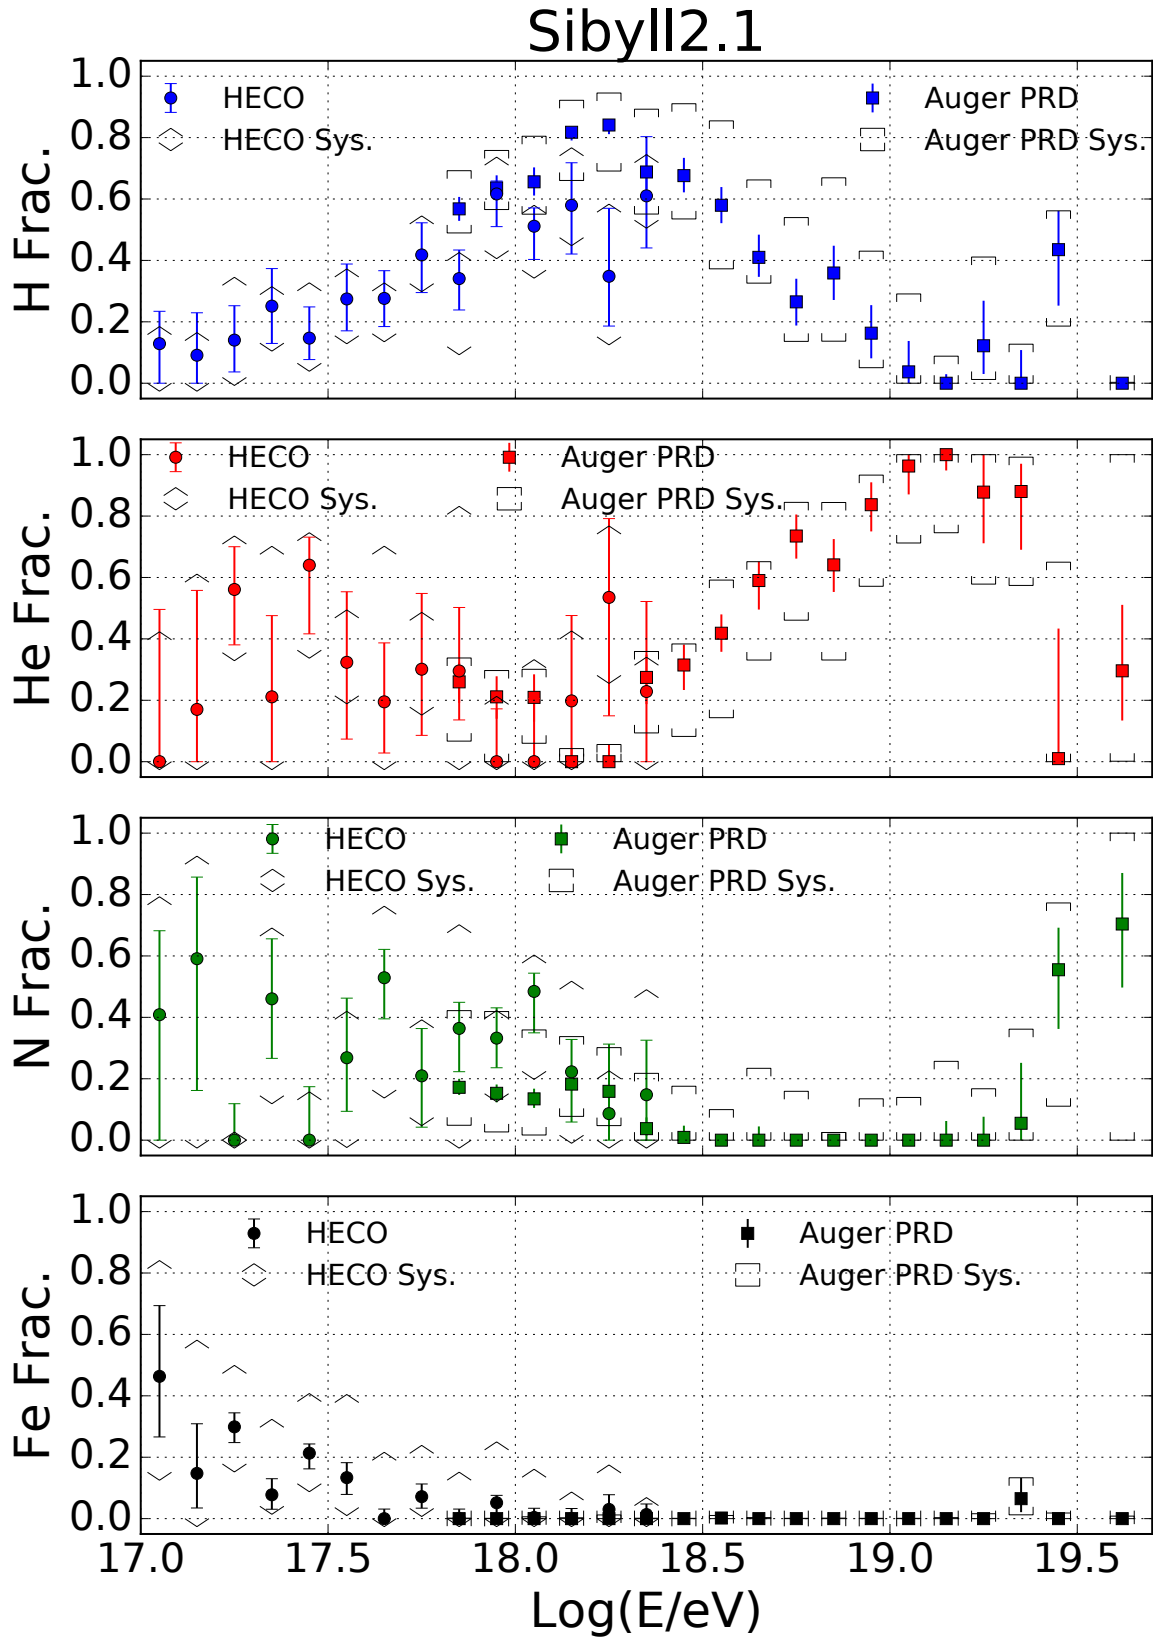 Sibyll2.1
H Frac.
1.0
0.8
0.6
0.4
0.2
0.0
HECO
HECO Sys.
Auger PRD
Auger PRD Sys.
He Frac.
1.0
0.8
0.6
0.4
0.2
0.0
HECO
HECO Sys.
Auger PRD
Auger PRD Sys.
N Frac.
1.0
0.8
0.6
0.4
0.2
0.0
HECO
HECO Sys.
Auger PRD
Auger PRD Sys.
Fe Frac.
1.0
0.8
0.6
0.4
0.2
0.0
HECO
HECO Sys.
Auger PRD
Auger PRD Sys.
17.0 17.5 18.0 18.5 19.0 19.5
Log(E/eV)